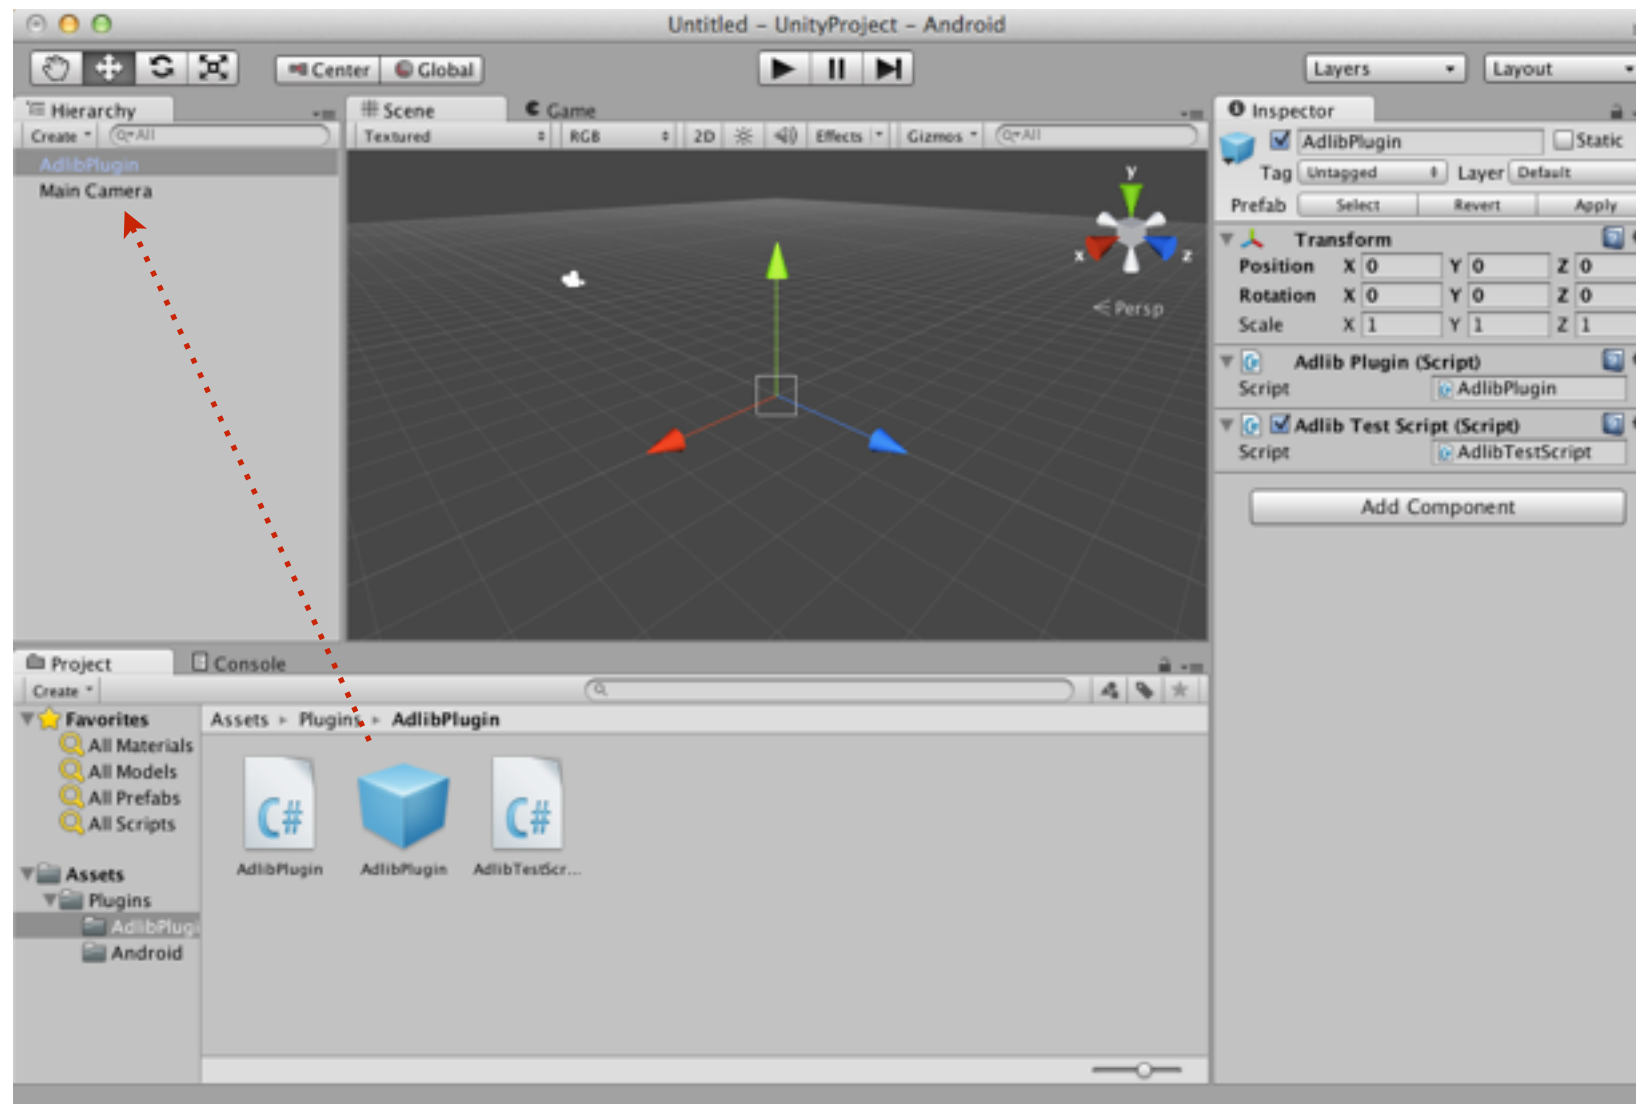 Untitled – UnityProject – Android
Center Global
Layers Layout
Hierarchy
Create All
AdlibPlugin
Main Camera
Scene Game
Textured RGB 2D Effects Gizmos All
y
x z
Persp
Inspector
AdlibPlugin Static
Tag Untagged Layer Default
Prefab Select Revert Apply
Transform
Position X 0 Y 0 Z 0
Rotation X 0 Y 0 Z 0
Scale X 1 Y 1 Z 1
Adlib Plugin (Script)
Script AdlibPlugin
Adlib Test Script (Script)
Script AdlibTestScript
Add Component
Project Console
Create
Favorites
All Materials
All Models
All Prefabs
All Scripts
Assets
Plugins
AdlibPlugi
Android
Assets Plugins AdlibPlugin
C# C#
AdlibPlugin AdlibPlugin AdlibTestScr...